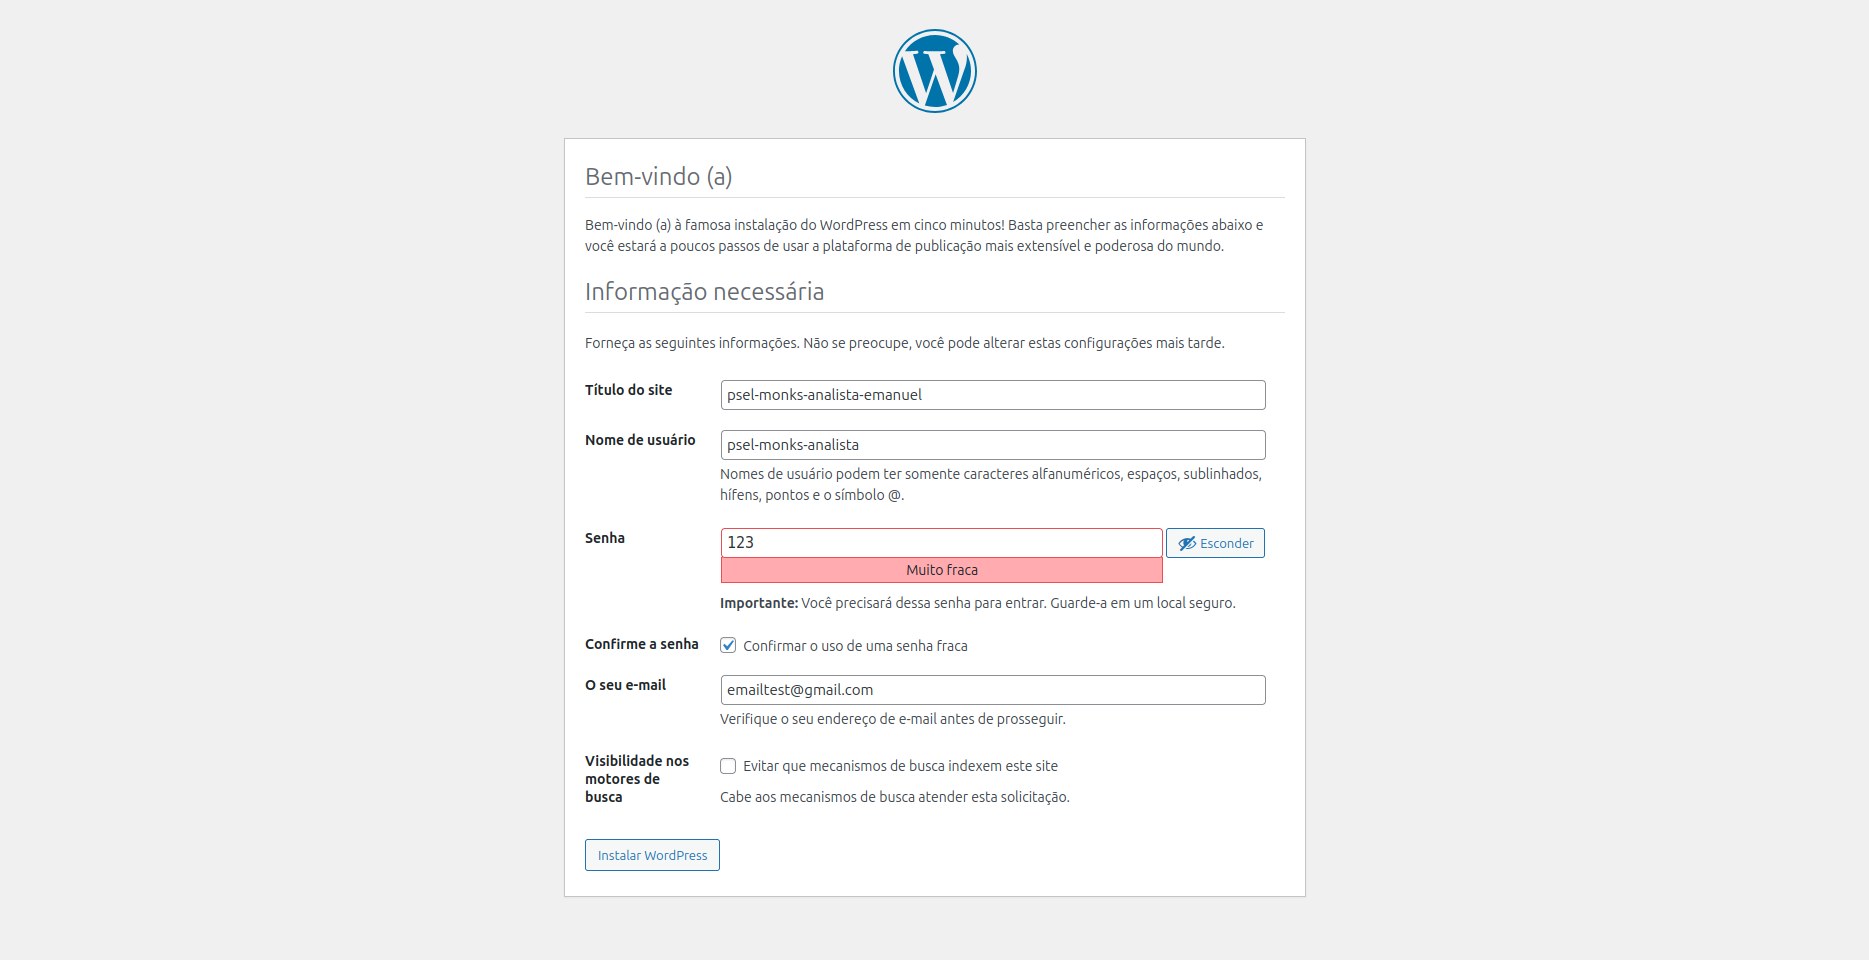 Bem-vindo (a)
Bem-vindo (a) à famosa instalação do WordPress em cinco minutos! Basta preencher as informações abaixo e
você estará a poucos passos de usar a plataforma de publicação mais extensível e poderosa do mundo.
Informação necessária
Forneça as seguintes informações. Não se preocupe, você pode alterar estas configurações mais tarde.
Título do site
psel-monks-analista-emanuel
Nome de usuário
psel-monks-analista
Nomes de usuário podem ter somente caracteres alfanuméricos, espaços, sublinhados,
hífens, pontos e o símbolo @.
Senha
123
Esconder
Muito fraca
Importante: Você precisará dessa senha para entrar. Guarde-a em um local seguro.
Confirme a senha
Confirmar o uso de uma senha fraca
O seu e-mail
emailtest@gmail.com
Verifique o seu endereço de e-mail antes de prosseguir.
Visibilidade nos
motores de
busca
Evitar que mecanismos de busca indexem este site
Cabe aos mecanismos de busca atender esta solicitação.
Instalar WordPress